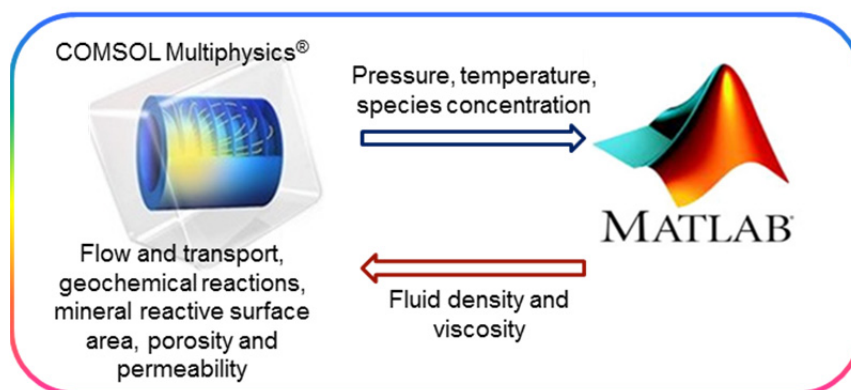 COMSOL Multiphysics®
Pressure, temperature,
species concentration
MATLAB
Flow and transport,
geochemical reactions,
mineral reactive surface
area, porosity and
permeability
Fluid density and
viscosity